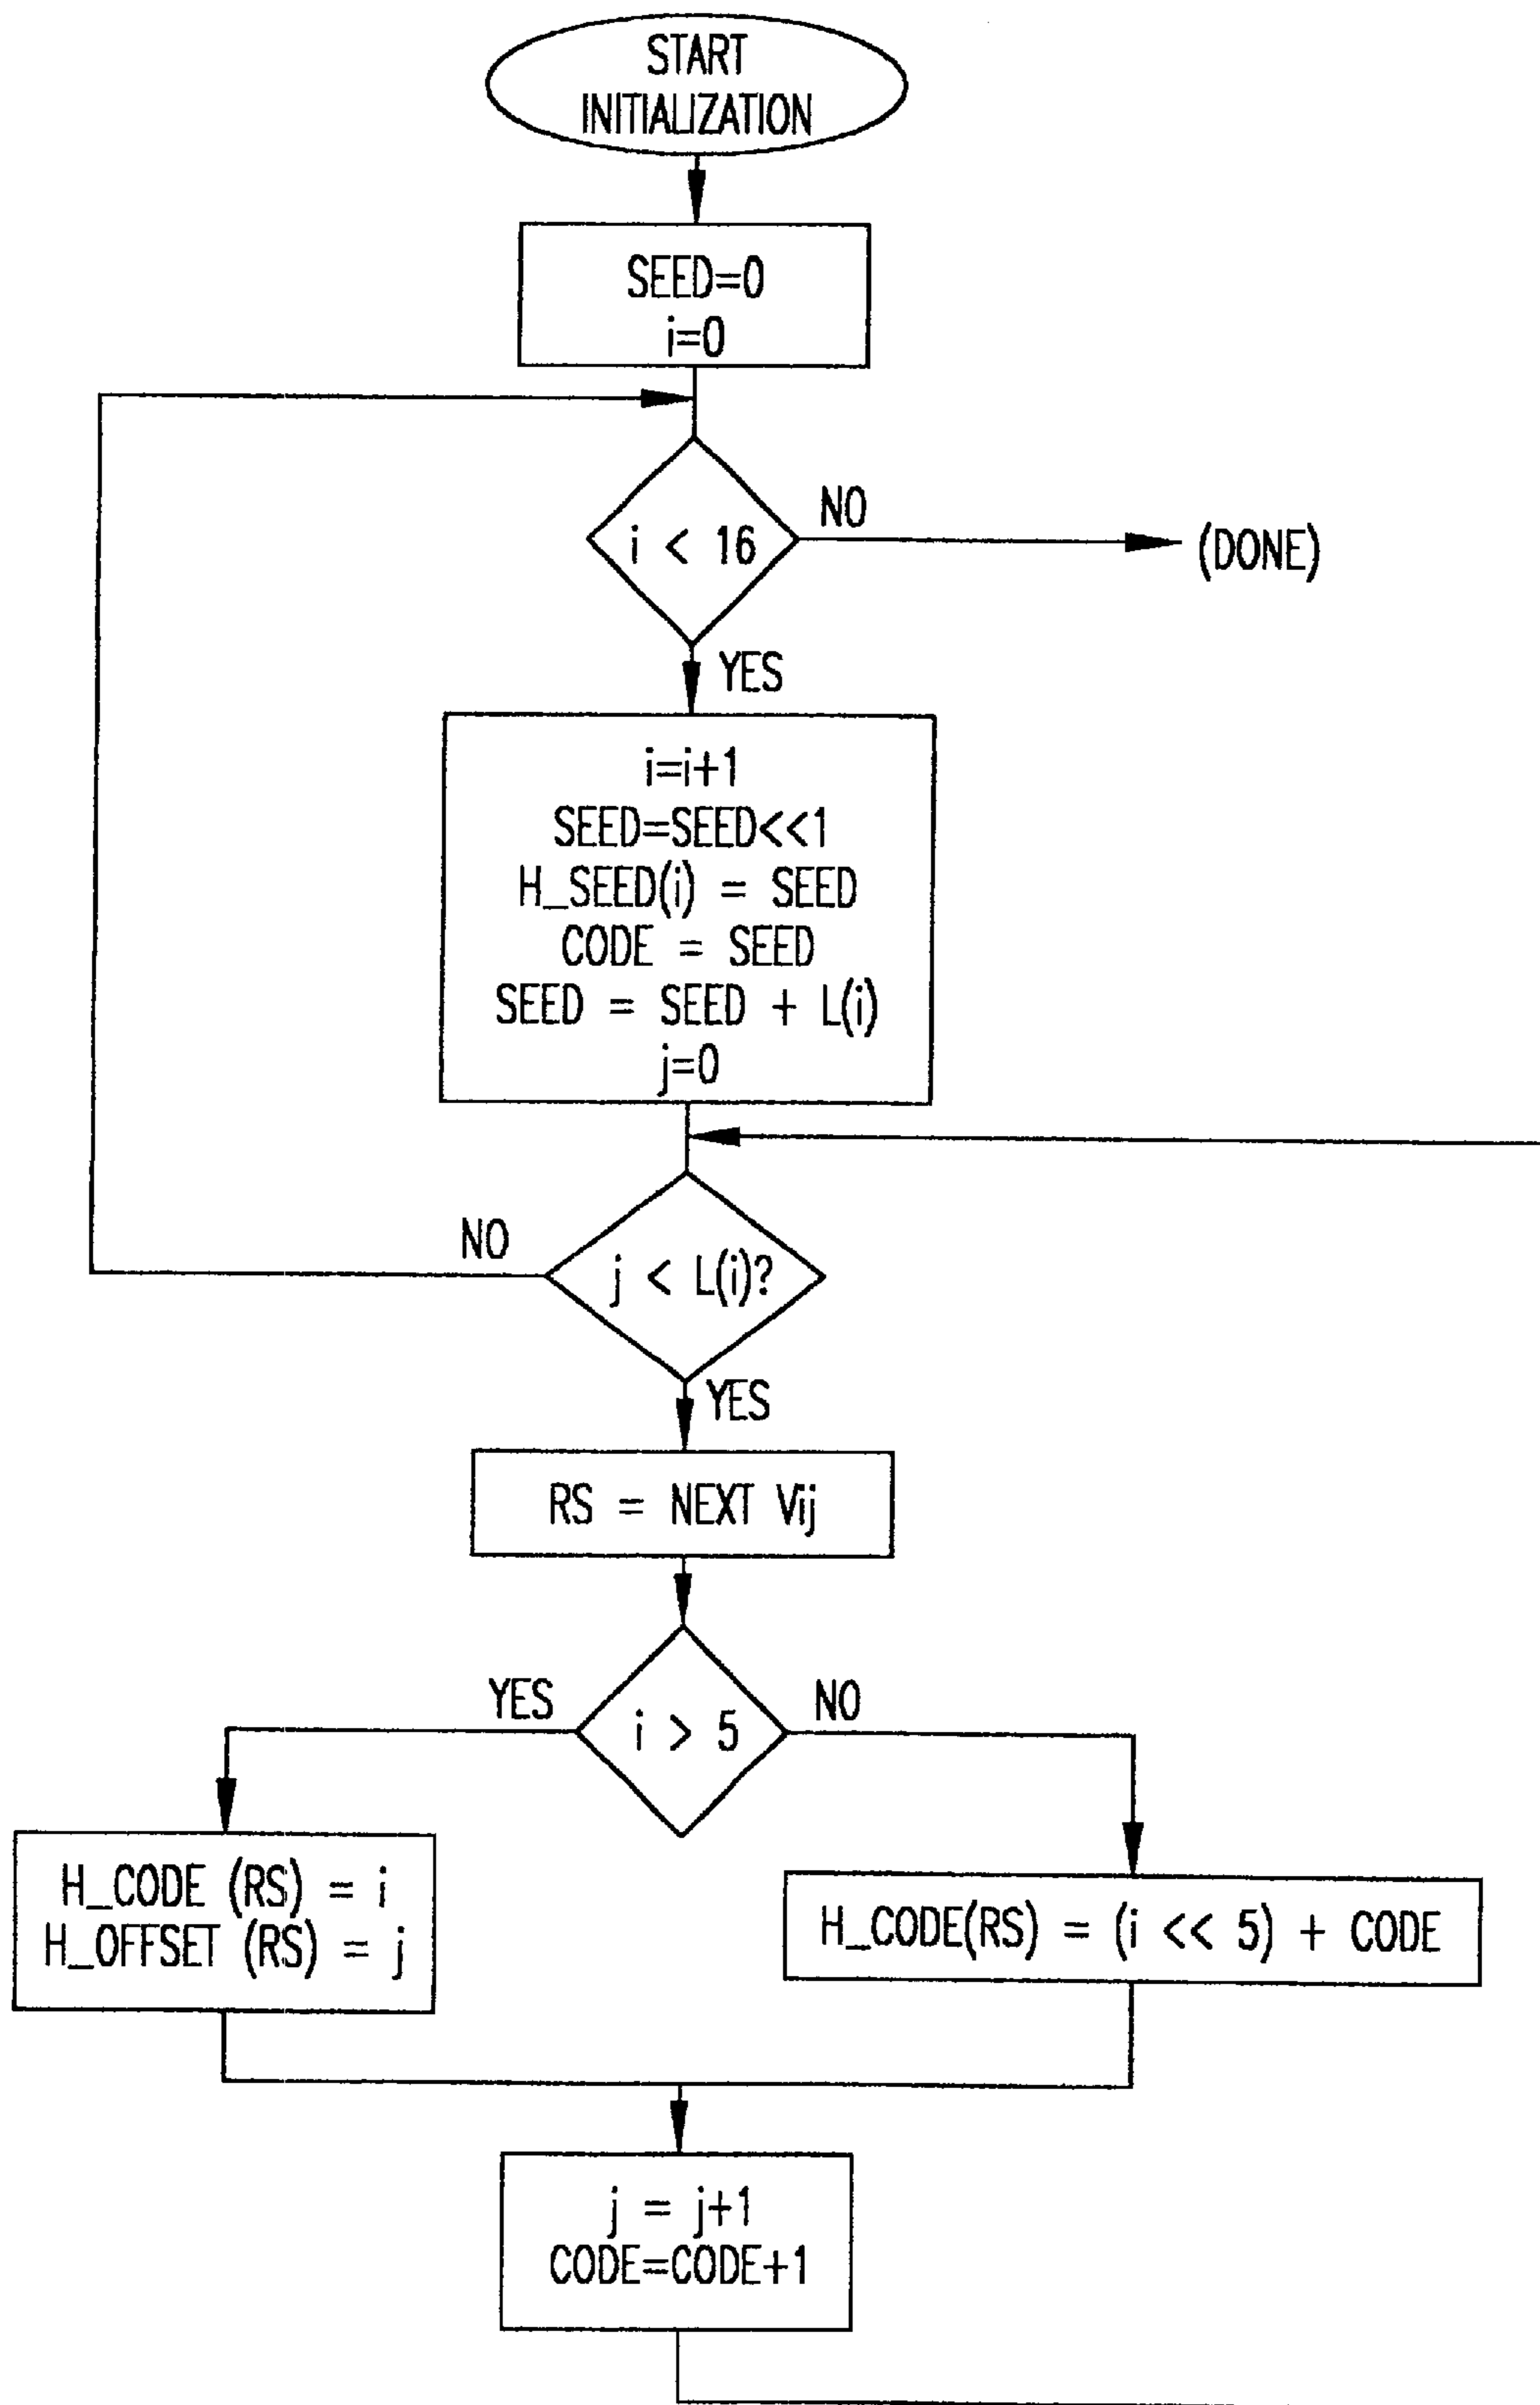 START
INITIALIZATION
SEED=0
i=0
i < 16
NO
(DONE)
YES
i=i+1
SEED=SEED<<1
H_SEED(i) = SEED
CODE = SEED
SEED = SEED + L(i)
j=0
NO
j < L(i)?
YES
RS = NEXT Vij
YES
i > 5
NO
H_CODE (RS) = i
H_OFFSET (RS) = j
H_CODE(RS) = (i << 5) + CODE
j = j+1
CODE=CODE+1